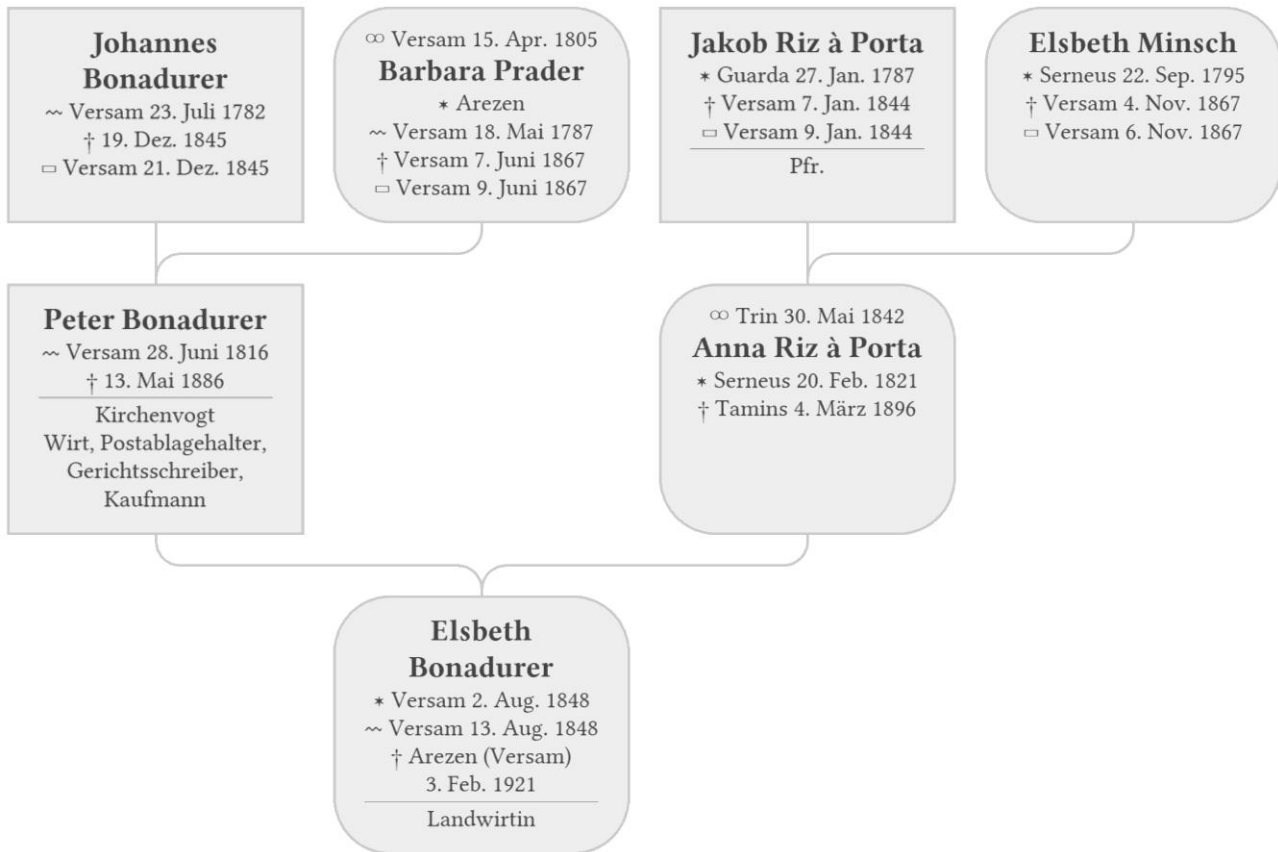 Johannes
Bonadurer
~ Versam 23. Juli 1782
† 19. Dez. 1845
▭ Versam 21. Dez. 1845
∞ Versam 15. Apr. 1805
Barbara Prader
* Arezen
~ Versam 18. Mai 1787
† Versam 7. Juni 1867
▭ Versam 9. Juni 1867
Jakob Riz à Porta
* Guarda 27. Jan. 1787
† Versam 7. Jan. 1844
▭ Versam 9. Jan. 1844
Pfr.
Elsbeth Minsch
* Serneus 22. Sep. 1795
† Versam 4. Nov. 1867
▭ Versam 6. Nov. 1867
Peter Bonadurer
~ Versam 28. Juni 1816
† 13. Mai 1886
Kirchenvogt
Wirt, Postablagehalter,
Gerichtsschreiber,
Kaufmann
∞ Trin 30. Mai 1842
Anna Riz à Porta
* Serneus 20. Feb. 1821
† Tamins 4. März 1896
Elsbeth
Bonadurer
* Versam 2. Aug. 1848
~ Versam 13. Aug. 1848
† Arezen (Versam)
3. Feb. 1921
Landwirtin